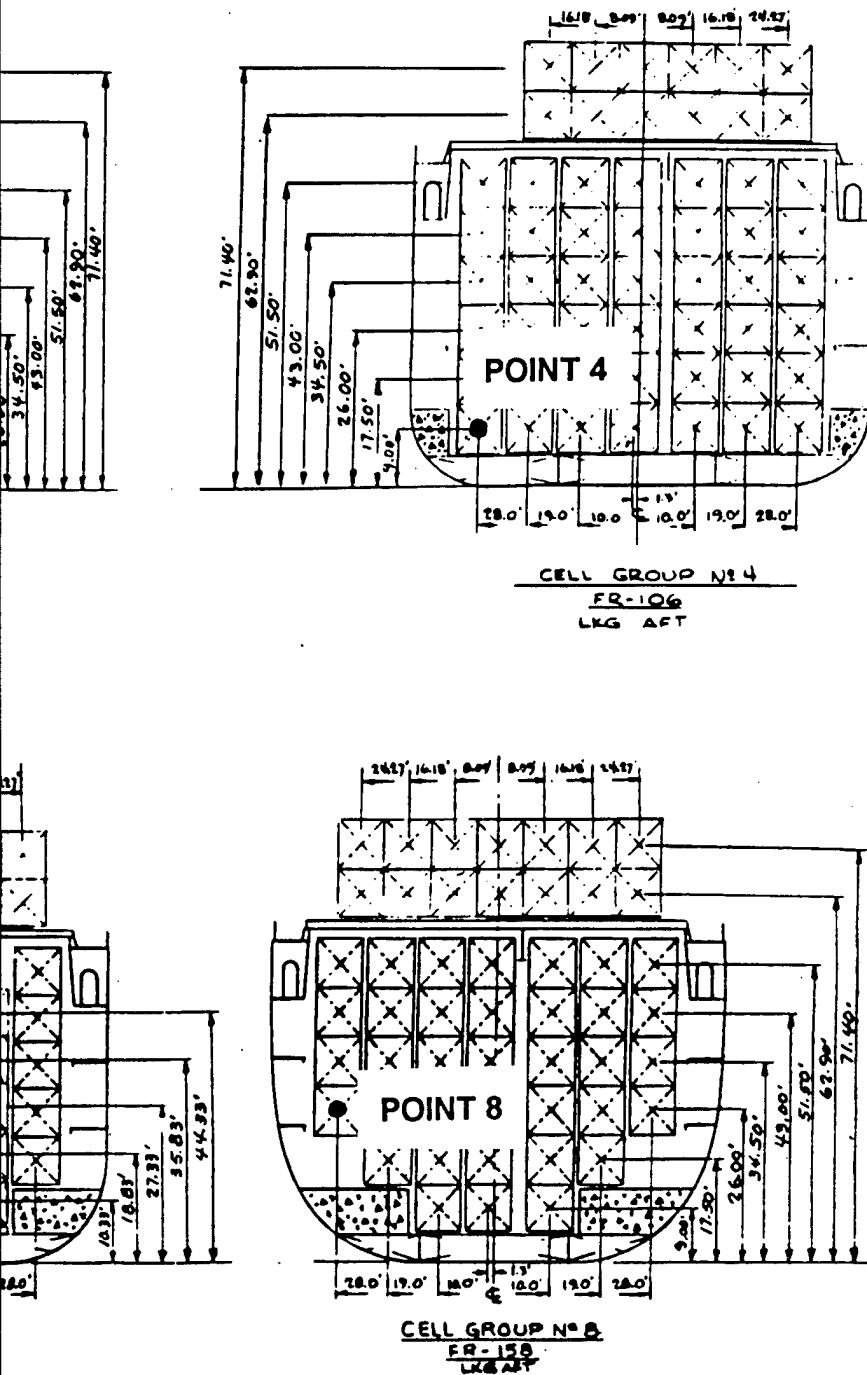 16.18' 8.09' 8.09' 16.18' 24.27'
71.40'
62.90'
51.50'
43.00'
34.50'
26.00'
17.50'
9.00'
71.40'
62.90'
51.50'
43.00'
34.50'
POINT 4
1.3'
28.0' 19.0' 10.0 ℄ 10.0' 19.0' 28.0'
CELL GROUP Nº 4
FR-106
LKG AFT
24.27' 16.18' 8.09' 8.09' 16.18' 24.27'
POINT 8
10.33'
18.83'
27.33'
35.83'
44.33'
9.00'
17.50'
26.00'
34.50'
43.00'
51.50'
62.90'
71.40'
1.3'
28.0' 19.0' 10.0' ℄ 10.0' 19.0' 28.0'
CELL GROUP Nº 8
FR-158
LKG AFT